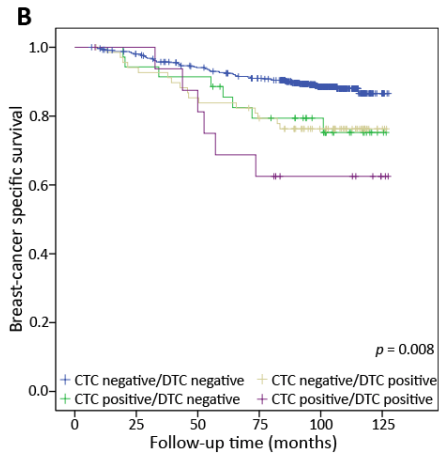 B
Breast-cancer specific survival
1.0
0.8
0.6
0.4
0.2
0.0
p = 0.008
CTC negative/DTC negative CTC negative/DTC positive
CTC positive/DTC negative CTC positive/DTC positive
0 25 50 75 100 125
Follow-up time (months)